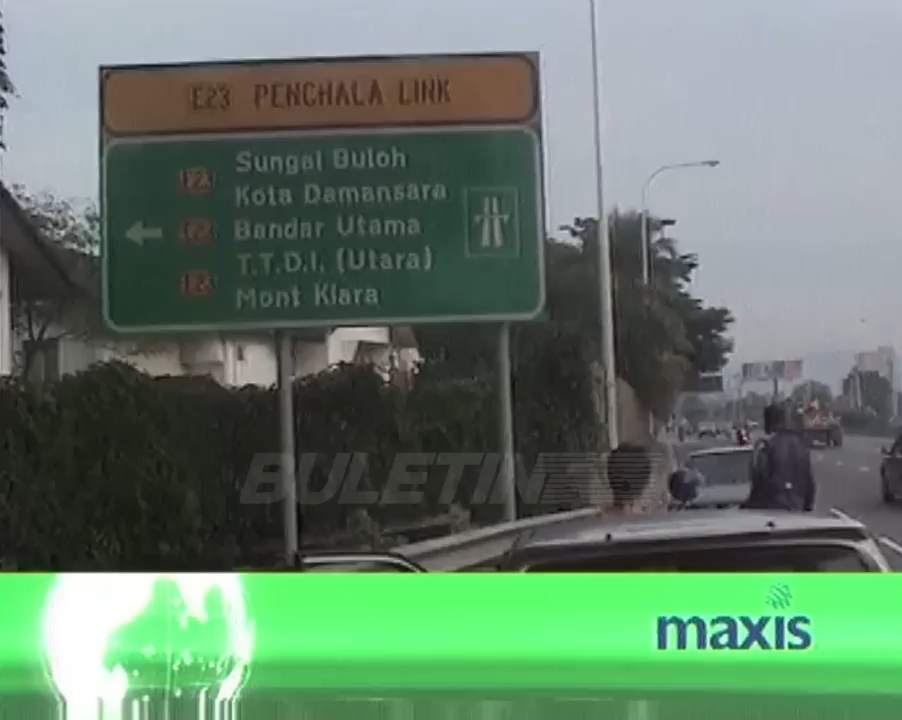 E23 PENCHALA LINK
Sungai Buloh
Kota Damansara
Bandar Utama
T.T.D.I. (Utara)
Mont Kiara
BULETIN
maxis